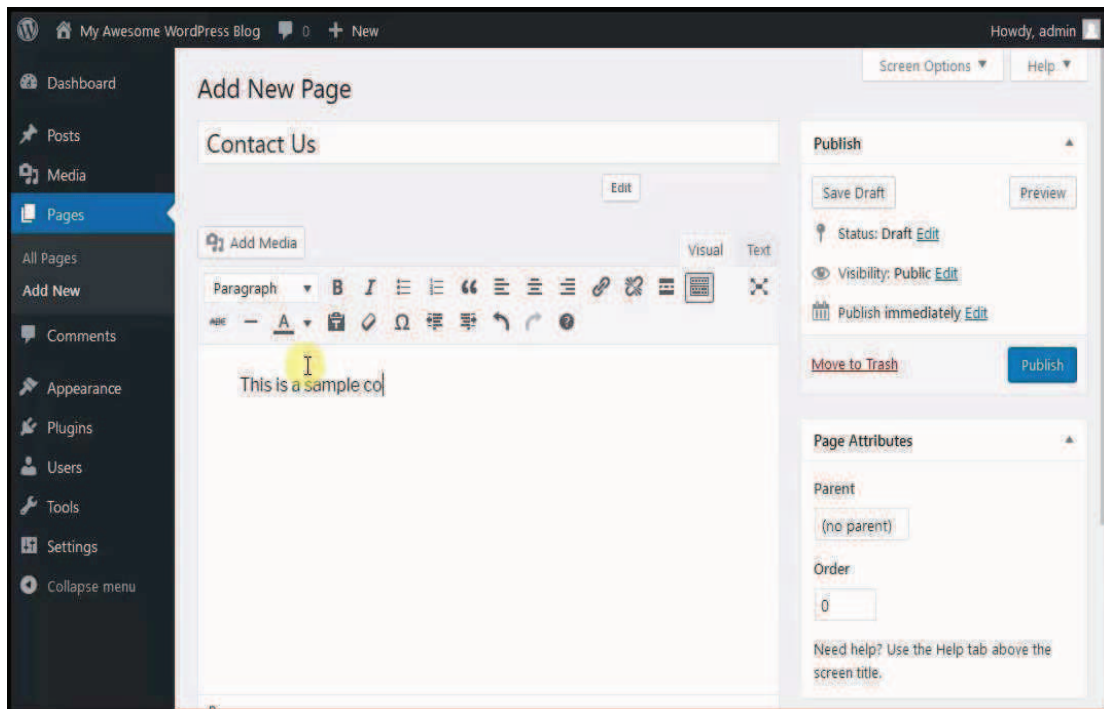 My Awesome WordPress Blog 0 + New Howdy, admin
Screen Options Help
Dashboard
Posts
Media
Pages
All Pages
Add New
Comments
Appearance
Plugins
Users
Tools
Settings
Collapse menu
Add New Page
Contact Us
Edit
Add Media
Visual Text
Paragraph B I
ABC A Ω
This is a sample co
Publish
Save Draft Preview
Status: Draft Edit
Visibility: Public Edit
Publish immediately Edit
Move to Trash Publish
Page Attributes
Parent
(no parent)
Order
0
Need help? Use the Help tab above the
screen title.